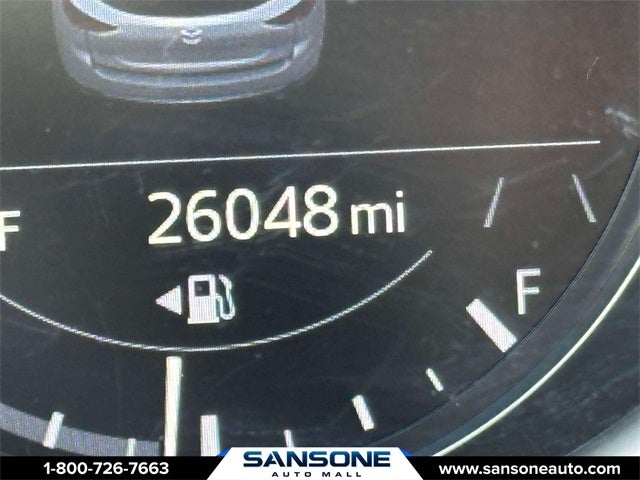 F
26048 mi
F
1-800-726-7663
SANSONE
AUTO MALL
www.sansoneauto.com